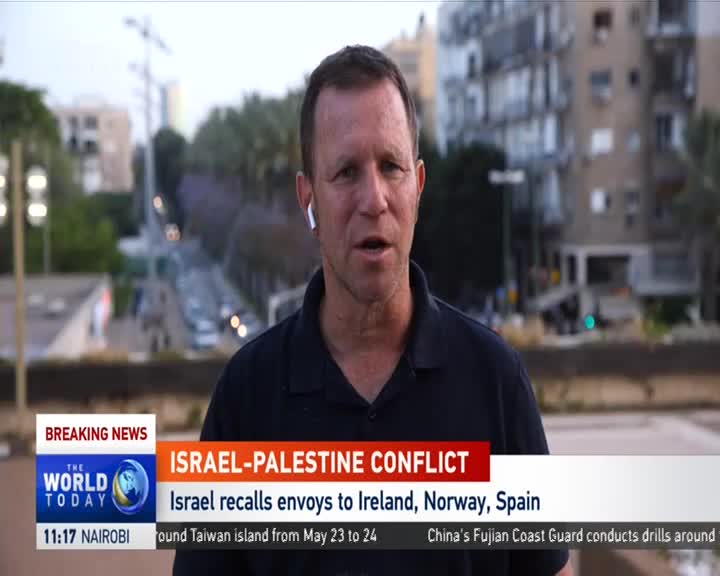 BREAKING NEWS
THE
WORLD
TODAY
ISRAEL-PALESTINE CONFLICT
Israel recalls envoys to Ireland, Norway, Spain
11:17 NAIROBI
round Taiwan island from May 23 to 24 China's Fujian Coast Guard conducts drills around